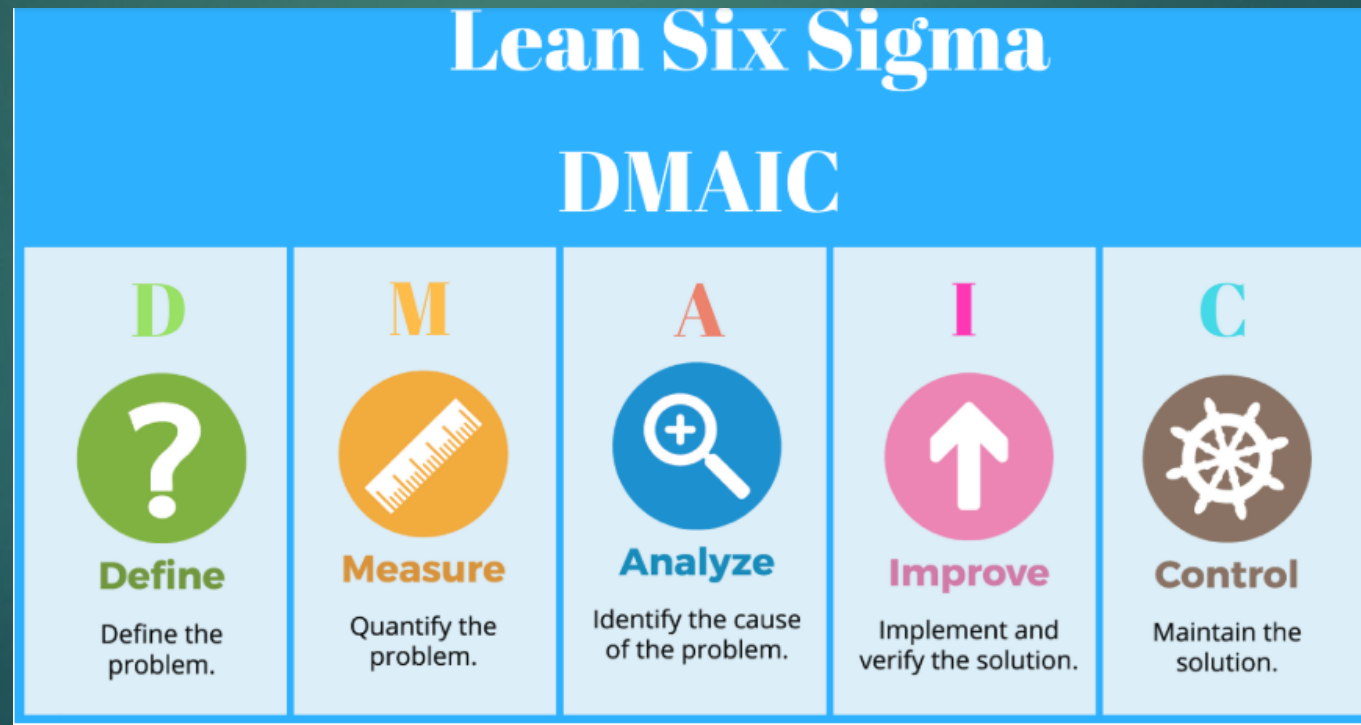 Lean Six Sigma
DMAIC
D
Define
Define the
problem.
M
Measure
Quantify the
problem.
A
Analyze
Identify the cause
of the problem.
I
Improve
Implement and
verify the solution.
C
Control
Maintain the
solution.